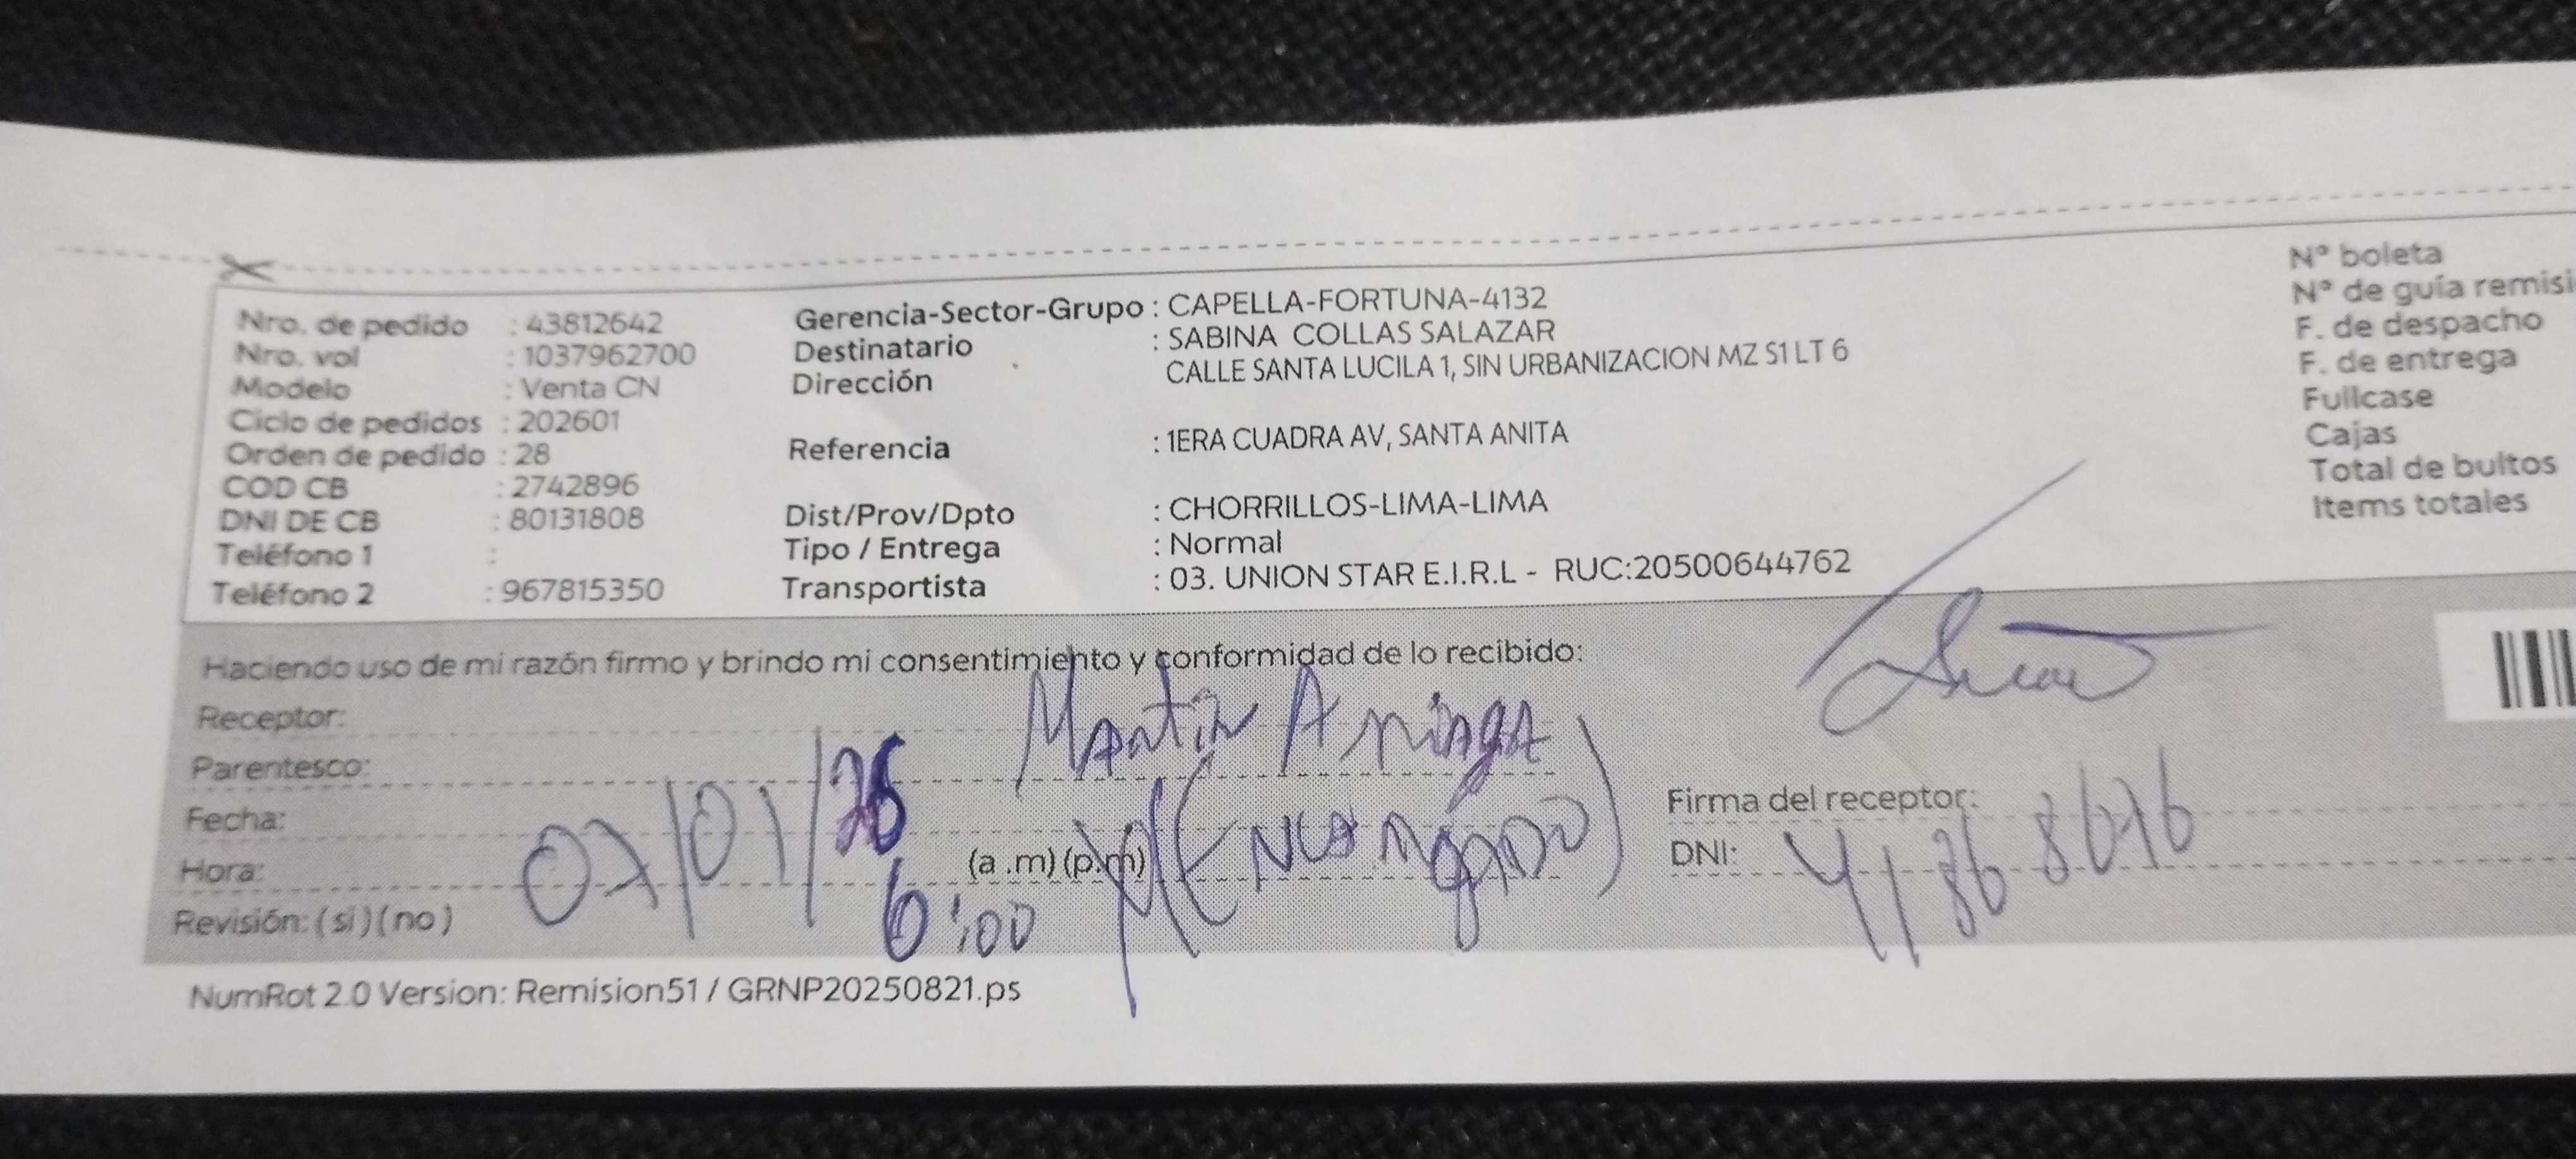 Nro. de pedido : 43812642
Nro. vol : 1037962700
Modelo : Venta CN
Ciclo de pedidos : 202601
Orden de pedido : 28
COD CB : 2742896
DNI DE CB : 80131808
Teléfono 1 :
Teléfono 2 : 967815350
Gerencia-Sector-Grupo : CAPELLA-FORTUNA-4132
Destinatario : SABINA COLLAS SALAZAR
Dirección CALLE SANTA LUCILA 1, SIN URBANIZACION MZ S1 LT 6
Referencia : 1ERA CUADRA AV, SANTA ANITA
Dist/Prov/Dpto : CHORRILLOS-LIMA-LIMA
Tipo / Entrega : Normal
Transportista : 03. UNION STAR E.I.R.L - RUC:20500644762
Nº boleta
Nº de guía remisi
F. de despacho
F. de entrega
Fullcase
Cajas
Total de bultos
Items totales
Haciendo uso de mi razón firmo y brindo mi consentimiento y conformidad de lo recibido:
Receptor: Martin
Parentesco: (Encargado)
Fecha: 07/01/26
Hora: 6:00 (a .m) (p.m)
Revisión: (si) (no)
Firma del receptor:
DNI:
NumRot 2.0 Version: Remision51 / GRNP20250821.ps